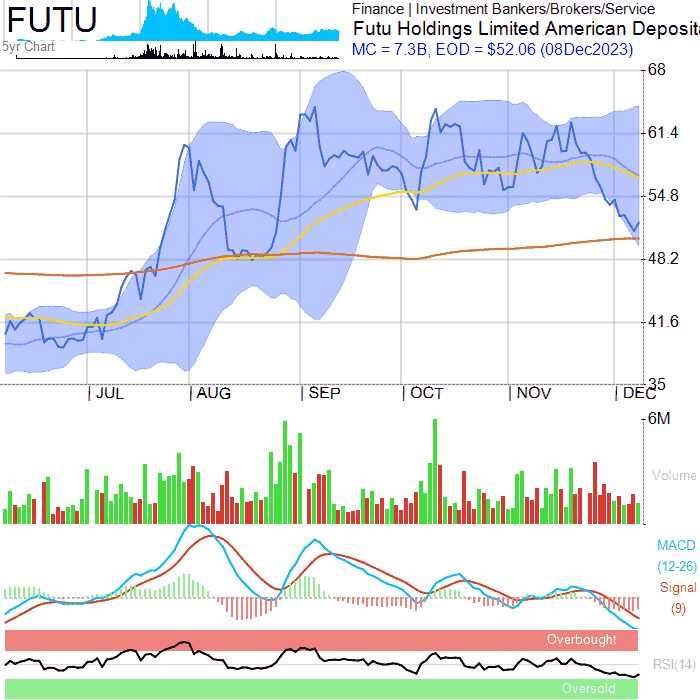 FUTU
5yr Chart
Finance | Investment Bankers/Brokers/Service
Futu Holdings Limited American Deposit
MC = 7.3B, EOD = $52.06 (08Dec2023)
68
61.4
54.8
48.2
41.6
35
JUL AUG SEP OCT NOV DEC
6M
Volume
MACD
(12-26)
Signal
(9)
Overbought
RSI(14)
Oversold